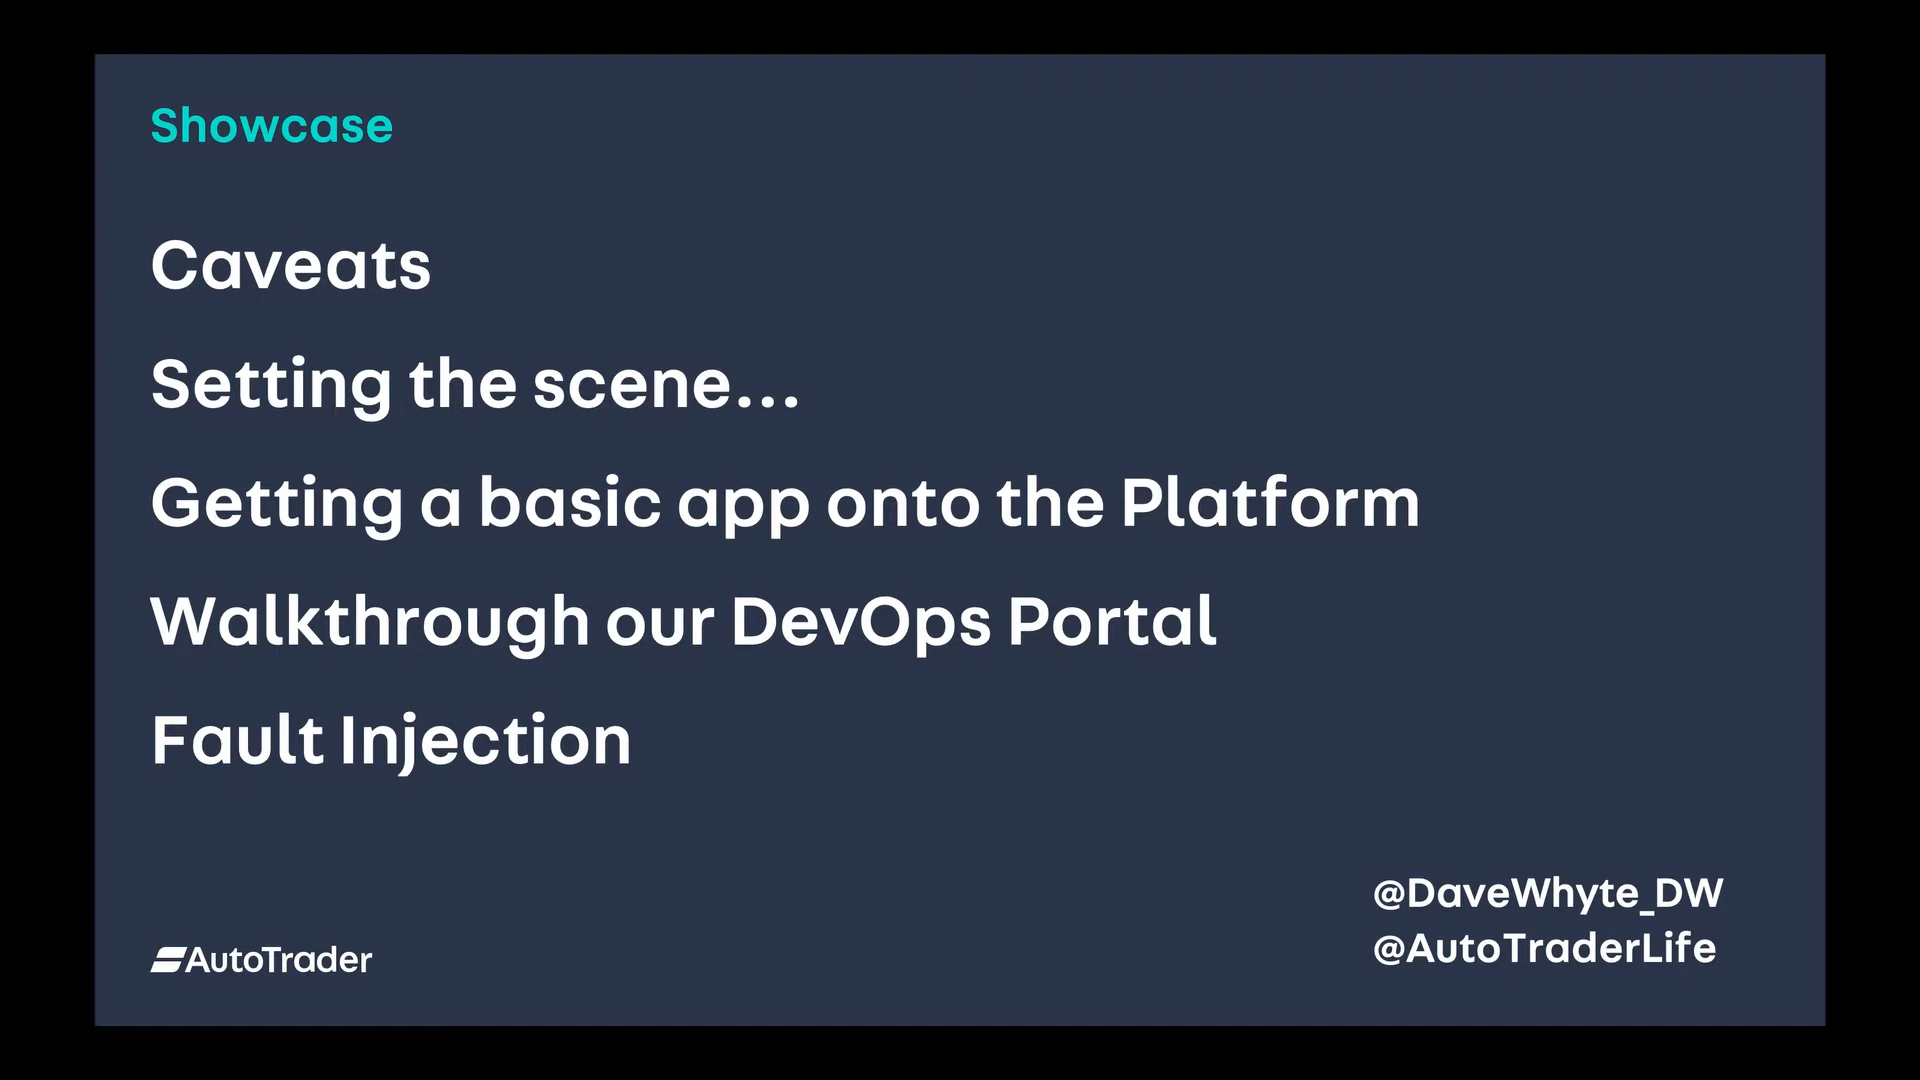 Showcase
Caveats
Setting the scene...
Getting a basic app onto the Platform
Walkthrough our DevOps Portal
Fault Injection
@DaveWhyte_DW
@AutoTraderLife
AutoTrader